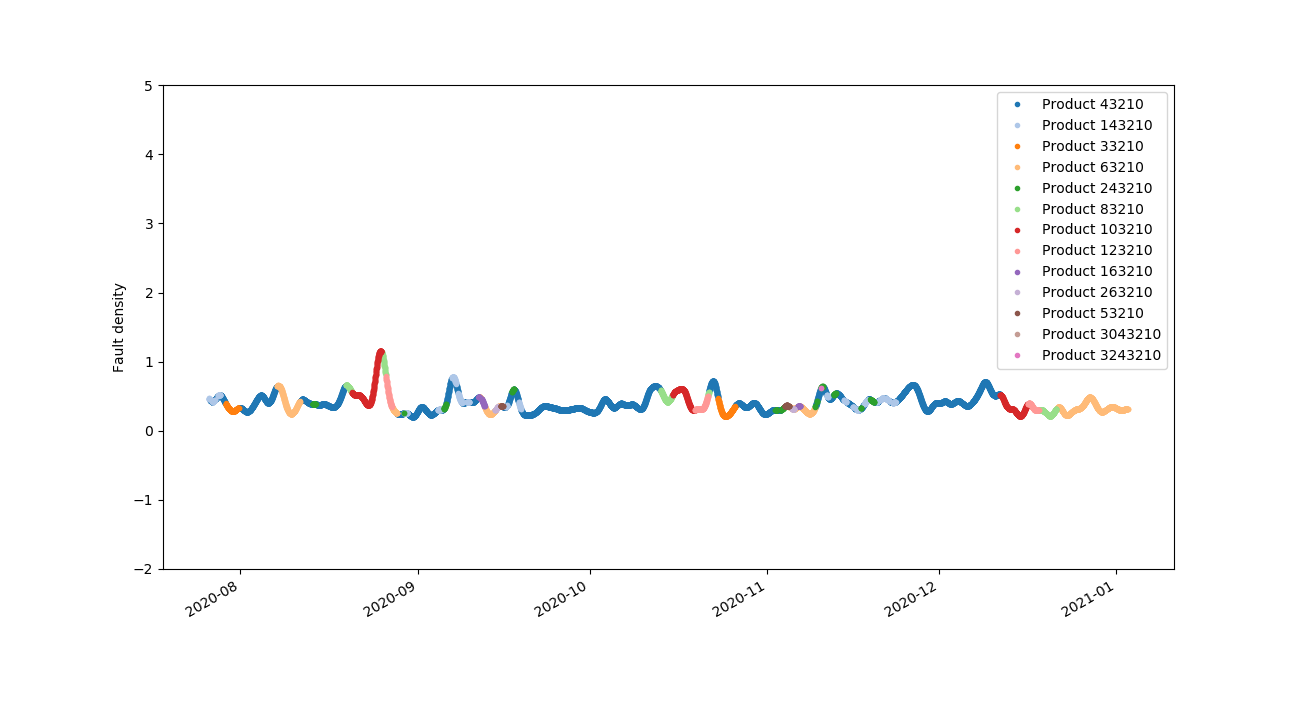 Fault density
5
4
3
2
1
0
−1
−2
2020-08
2020-09
2020-10
2020-11
2020-12
2021-01
Product 43210
Product 143210
Product 33210
Product 63210
Product 243210
Product 83210
Product 103210
Product 123210
Product 163210
Product 263210
Product 53210
Product 3043210
Product 3243210